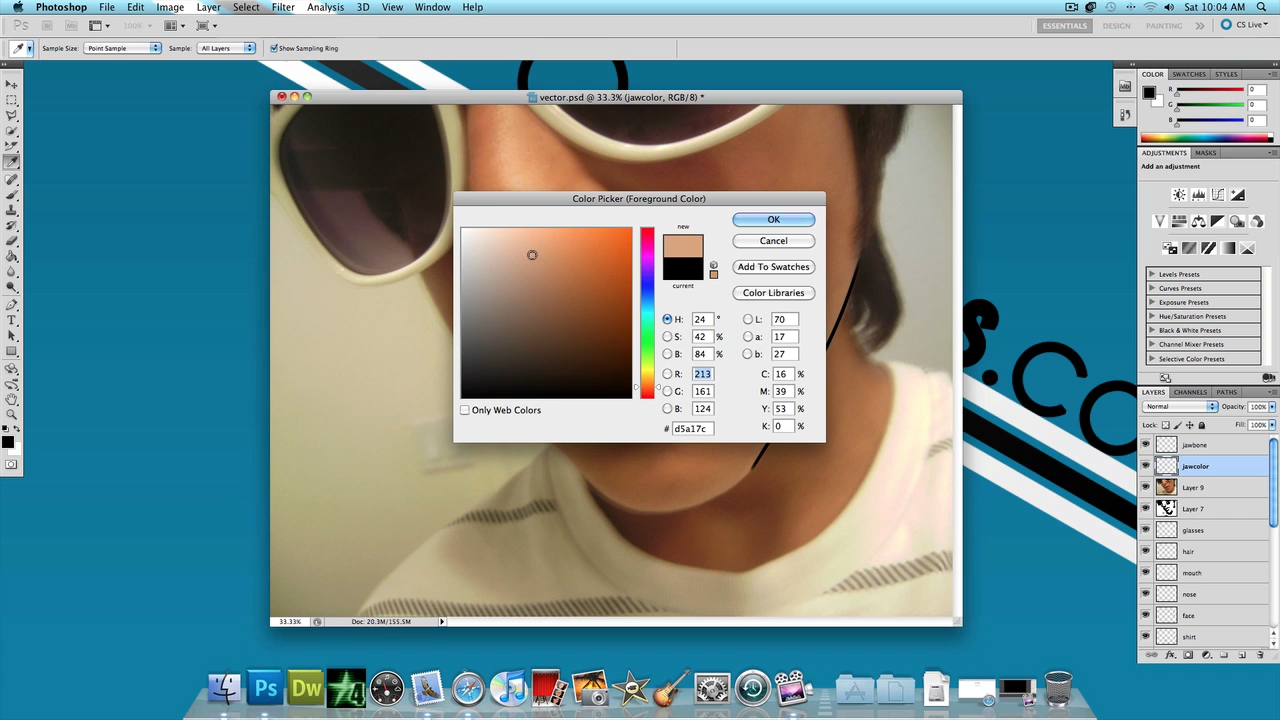 Photoshop File Edit Image Layer Select Filter Analysis 3D View Window Help Sat 10:04 AM
Ps Mb 100% ESSENTIALS DESIGN PAINTING CS Live
Sample Size: Point Sample Sample: All Layers Show Sampling Ring
vector.psd @ 33.3% (jawcolor, RGB/8) *
Color Picker (Foreground Color)
new
current
OK
Cancel
Add To Swatches
Color Libraries
H: 24 ° L: 70
S: 42 % a: 17
B: 84 % b: 27
R: 213 C: 16 %
G: 161 M: 39 %
B: 124 Y: 53 %
# d5a17c K: 0 %
Only Web Colors
33.33% Doc: 20.3M/155.5M
s.co
COLOR SWATCHES STYLES
R 0
G 0
B 0
Mb
ADJUSTMENTS MASKS
Add an adjustment
Levels Presets
Curves Presets
Exposure Presets
Hue/Saturation Presets
Black & White Presets
Channel Mixer Presets
Selective Color Presets
LAYERS CHANNELS PATHS
Normal Opacity: 100%
Lock: Fill: 100%
jawbone
jawcolor
Layer 9
Layer 7
glasses
hair
mouth
nose
face
shirt
Ps Dw